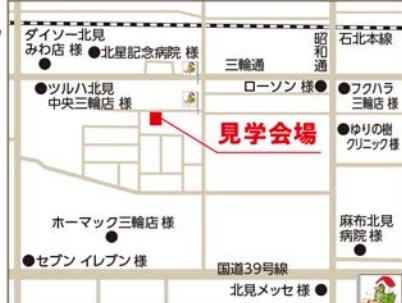 ダイソー北見
みわ店 様
●北星記念病院 様
昭和通
石北本線
三輪通
●ツルハ北見
中央三輪店 様
ローソン 様●
●フクハラ
三輪店 様
見学会場
●ゆりの樹
クリニック 様
ホーマック三輪店 様
麻布北見
病院 様
●セブン イレブン 様
国道39号線
北見メッセ 様●